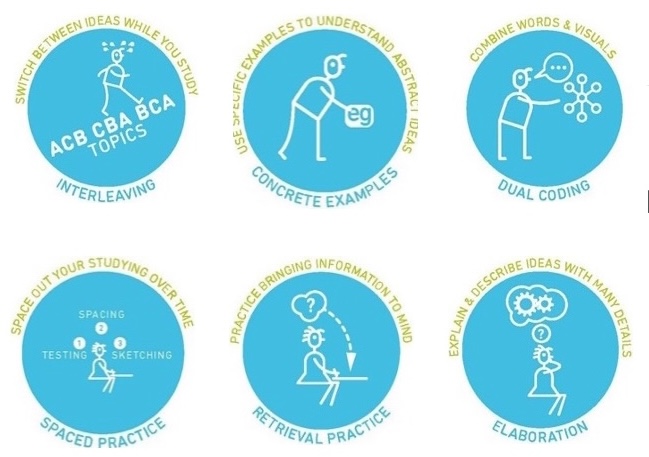 SWITCH BETWEEN IDEAS WHILE YOU STUDY
ACB CBA BCA
TOPICS
INTERLEAVING
USE SPECIFIC EXAMPLES TO UNDERSTAND ABSTRACT IDEAS
eg
CONCRETE EXAMPLES
COMBINE WORDS & VISUALS
DUAL CODING
SPACE OUT YOUR STUDYING OVER TIME
SPACING
2
1 3
TESTING SKETCHING
SPACED PRACTICE
PRACTICE BRINGING INFORMATION TO MIND
?
RETRIEVAL PRACTICE
EXPLAIN & DESCRIBE IDEAS WITH MANY DETAILS
?
ELABORATION